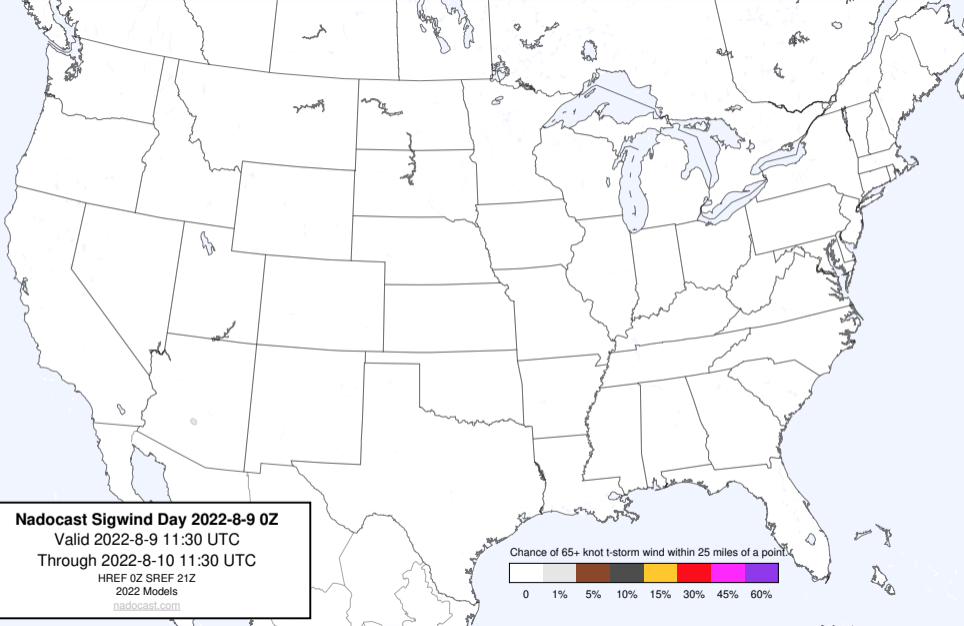 Nadocast Sigwind Day 2022-8-9 0Z
Valid 2022-8-9 11:30 UTC
Through 2022-8-10 11:30 UTC
HREF 0Z SREF 21Z
2022 Models
nadocast.com
Chance of 65+ knot t-storm wind within 25 miles of a point.
0 1% 5% 10% 15% 30% 45% 60%